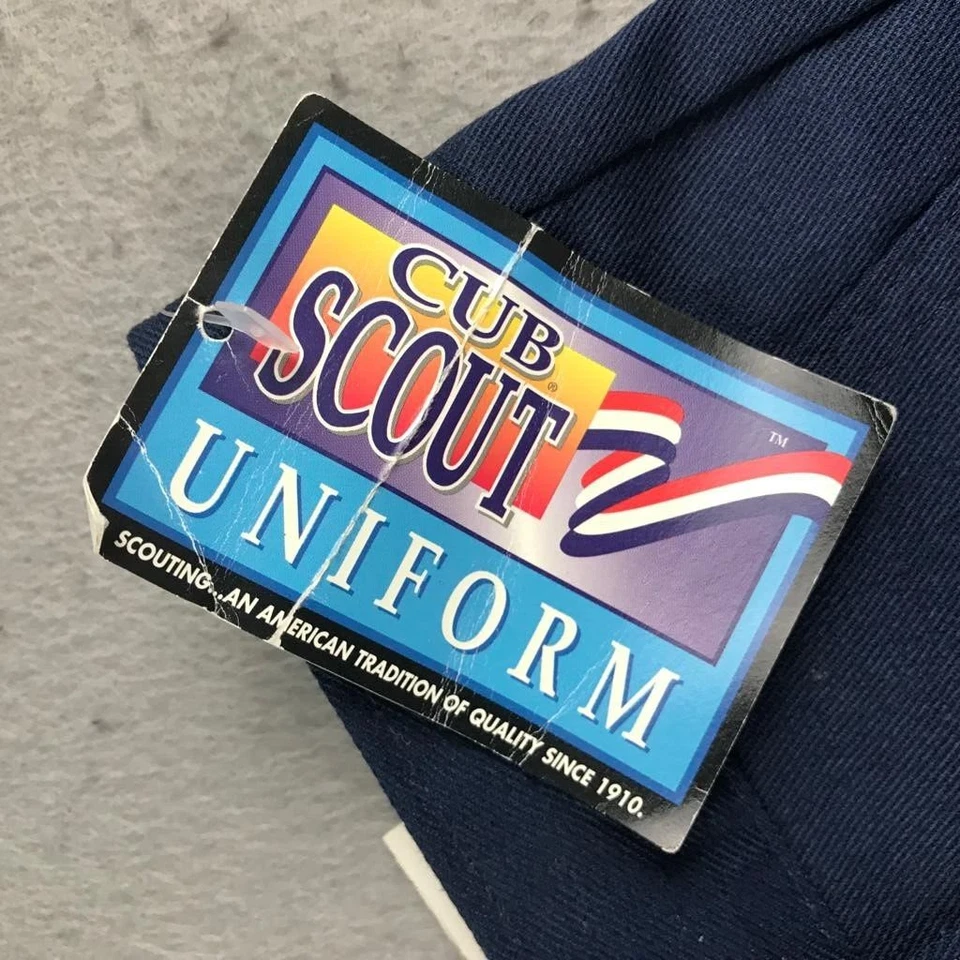 CUB
SCOUT®
™
UNIFORM
SCOUTING...AN AMERICAN TRADITION OF QUALITY SINCE 1910.